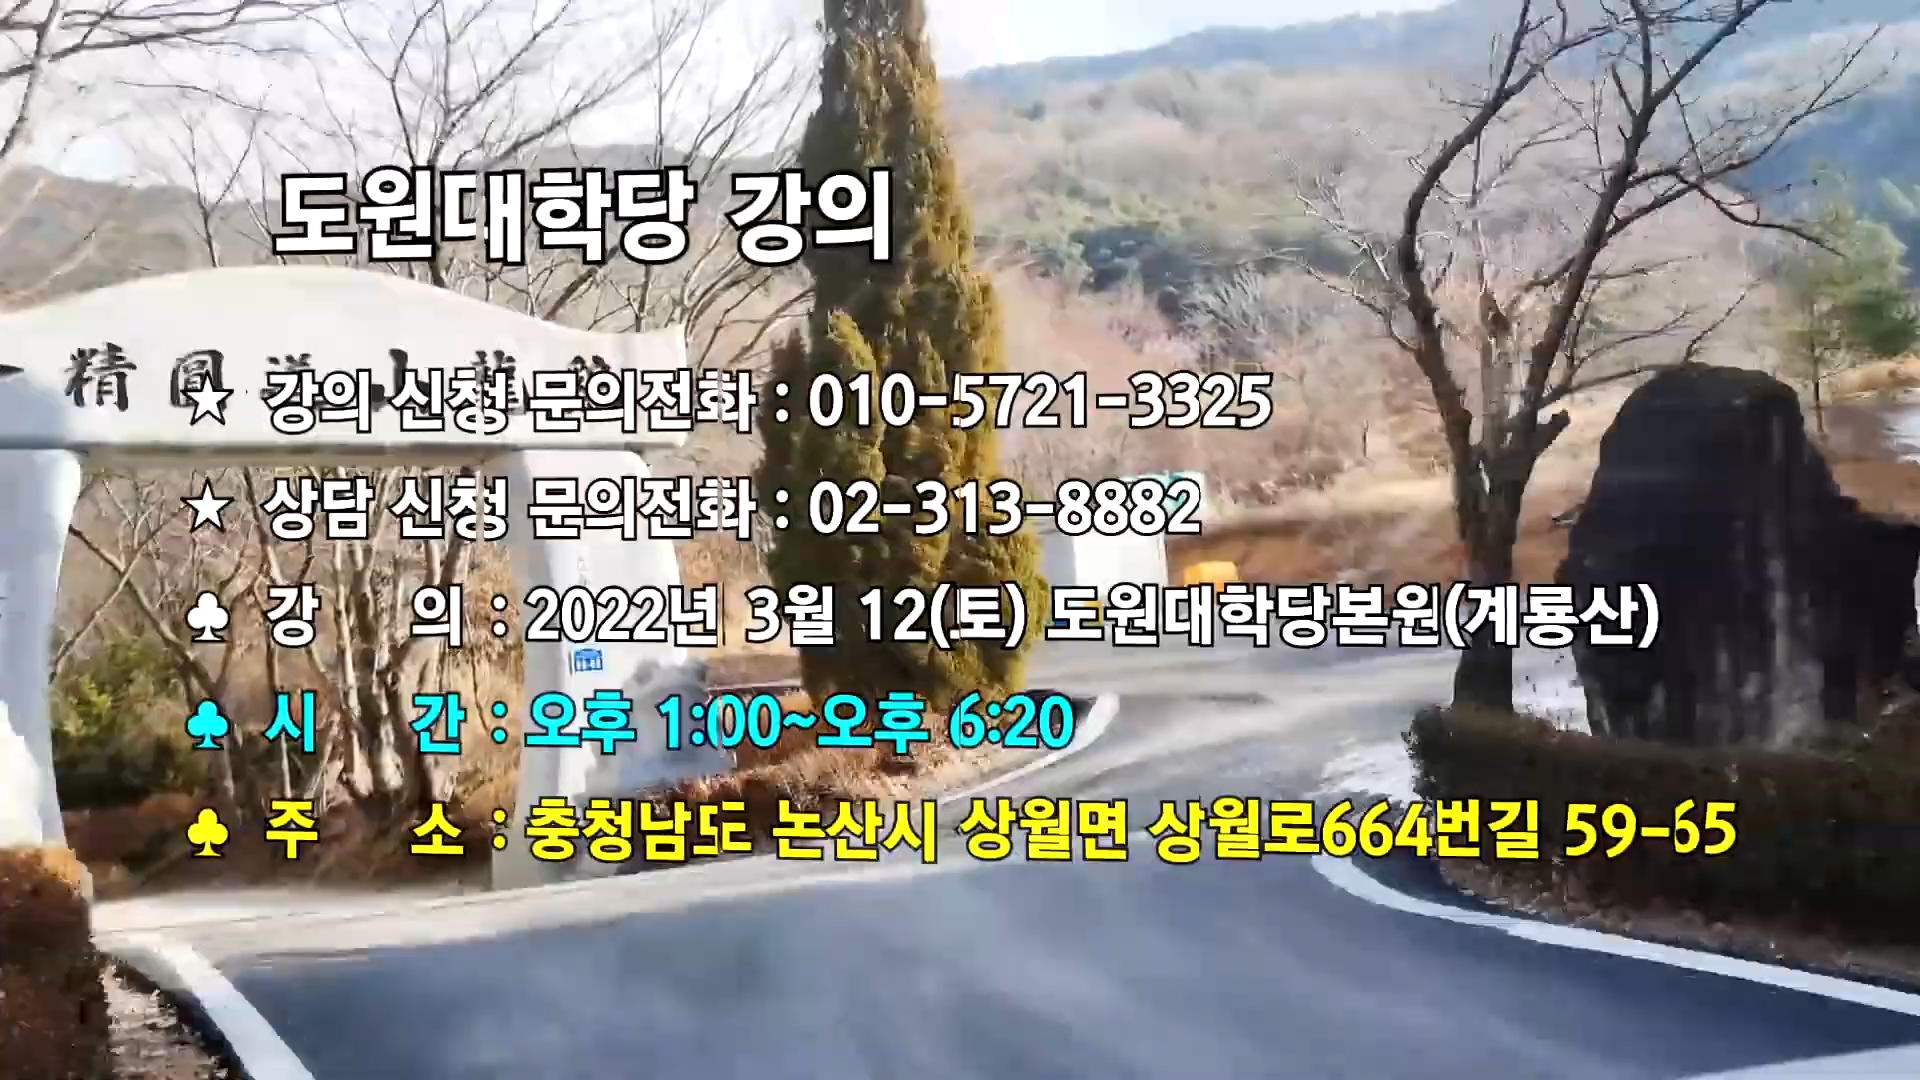 도원대학당 강의
★ 강의 신청 문의전화 : 010-5721-3325
★ 상담 신청 문의전화 : 02-313-8882
♣ 강 의 : 2022년 3월 12(토) 도원대학당본원(계룡산)
♣ 시 간 : 오후 1:00~오후 6:20
♣ 주 소 : 충청남도 논산시 상월면 상월로664번길 59-65
精